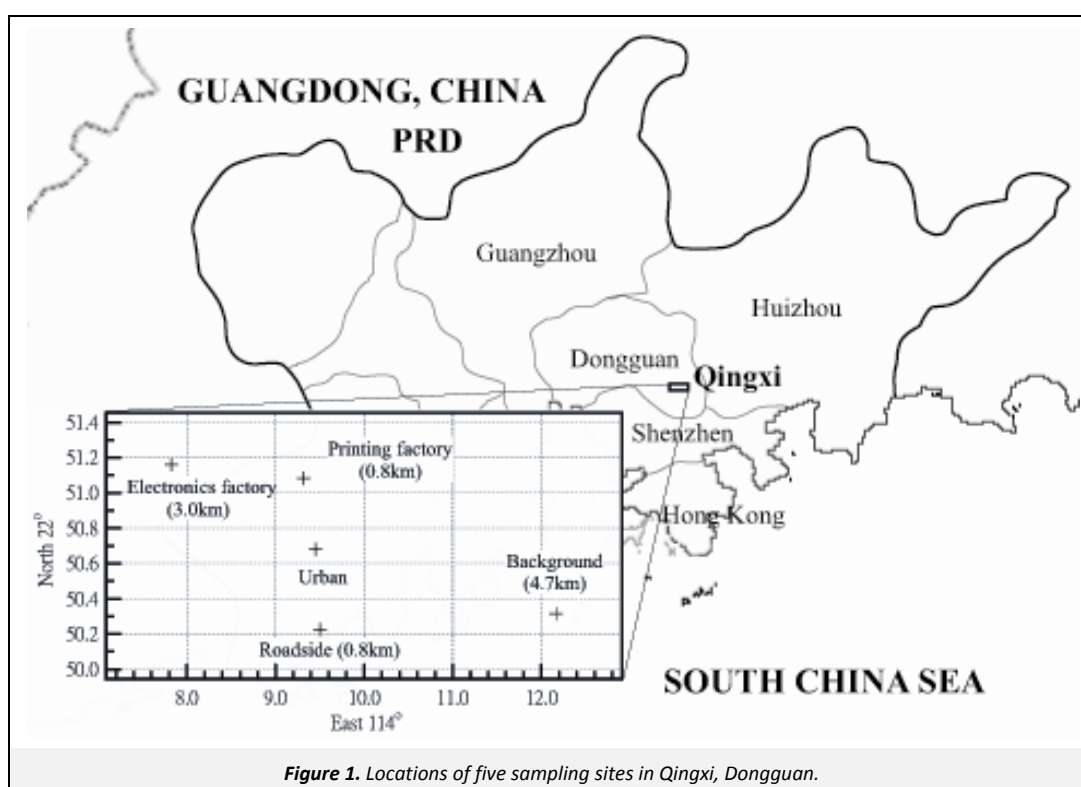 GUANGDONG, CHINA
PRD
Guangzhou
Huizhou
Dongguan
Qingxi
Shenzhen
Hong Kong
SOUTH CHINA SEA
51.4
51.2
51.0
50.8
50.6
50.4
50.2
50.0
North 22°
Printing factory
(0.8km)
Electronics factory
(3.0km)
Urban
Background
(4.7km)
Roadside (0.8km)
8.0 9.0 10.0 11.0 12.0
East 114°
Figure 1. Locations of five sampling sites in Qingxi, Dongguan.